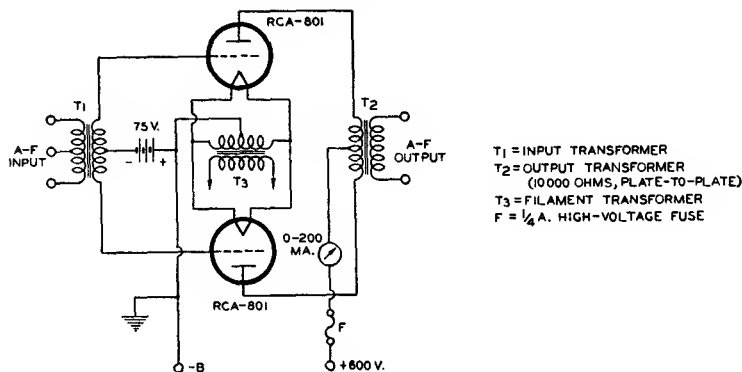 RCA-801
T1
T2
75 V.
A-F
INPUT
A-F
OUTPUT
- +
T3
0-200
MA.
RCA-801
F
-B
+600 V.
T1 = INPUT TRANSFORMER
T2 = OUTPUT TRANSFORMER
(10000 OHMS, PLATE-TO-PLATE)
T3 = FILAMENT TRANSFORMER
F = 1/4 A. HIGH-VOLTAGE FUSE